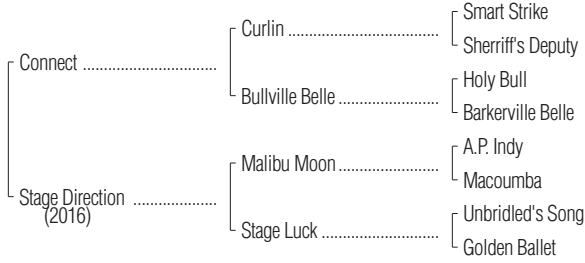 Smart Strike
Curlin
Sherriff's Deputy
Connect
Holy Bull
Bullville Belle
Barkerville Belle
A.P. Indy
Malibu Moon
Macoumba
Stage Direction
(2016)
Unbridled's Song
Stage Luck
Golden Ballet